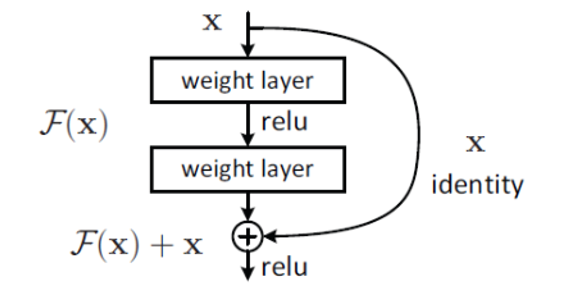 x
weight layer
relu
F(x)
weight layer
x
identity
F(x) + x
relu